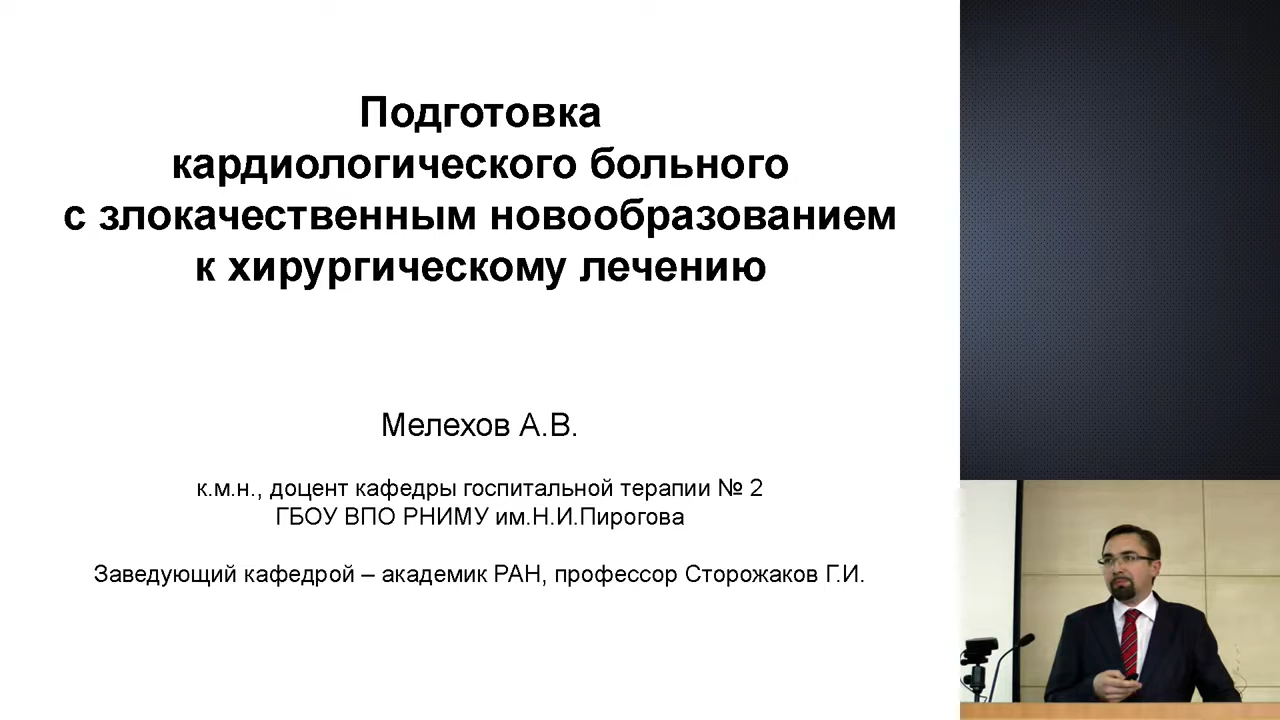 Подготовка
кардиологического больного
с злокачественным новообразованием
к хирургическому лечению
Мелехов А.В.
к.м.н., доцент кафедры госпитальной терапии № 2
ГБОУ ВПО РНИМУ им.Н.И.Пирогова
Заведующий кафедрой – академик РАН, профессор Сторожаков Г.И.